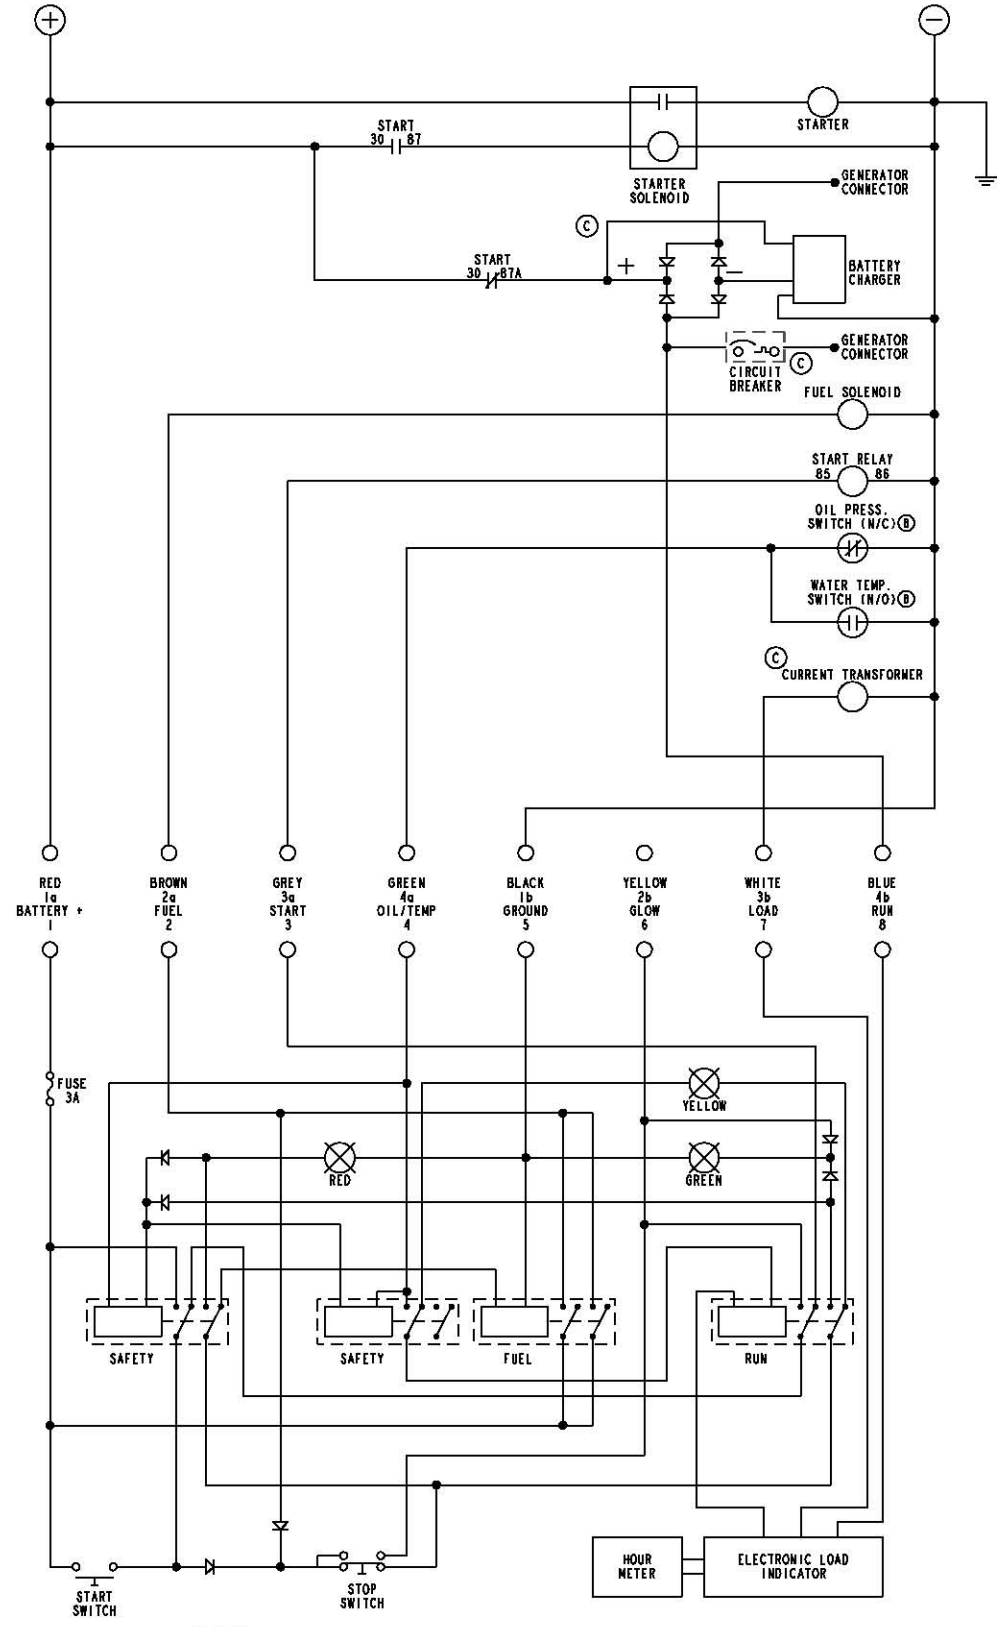 +
−
STARTER
START
30 87
STARTER
SOLENOID
GENERATOR
CONNECTOR
C
START
30 87A
+
−
BATTERY
CHARGER
GENERATOR
CONNECTOR
C
CIRCUIT
BREAKER
FUEL SOLENOID
START RELAY
85 86
OIL PRESS.
SWITCH (N/C) B
WATER TEMP.
SWITCH (N/O) B
C
CURRENT TRANSFORMER
RED
1a
BATTERY +
1
BROWN
2a
FUEL
2
GREY
3a
START
3
GREEN
4a
OIL/TEMP
4
BLACK
1b
GROUND
5
YELLOW
2b
GLOW
6
WHITE
3b
LOAD
7
BLUE
4b
RUN
8
FUSE
3A
YELLOW
RED
GREEN
SAFETY
SAFETY
FUEL
RUN
START
SWITCH
STOP
SWITCH
HOUR
METER
ELECTRONIC LOAD
INDICATOR